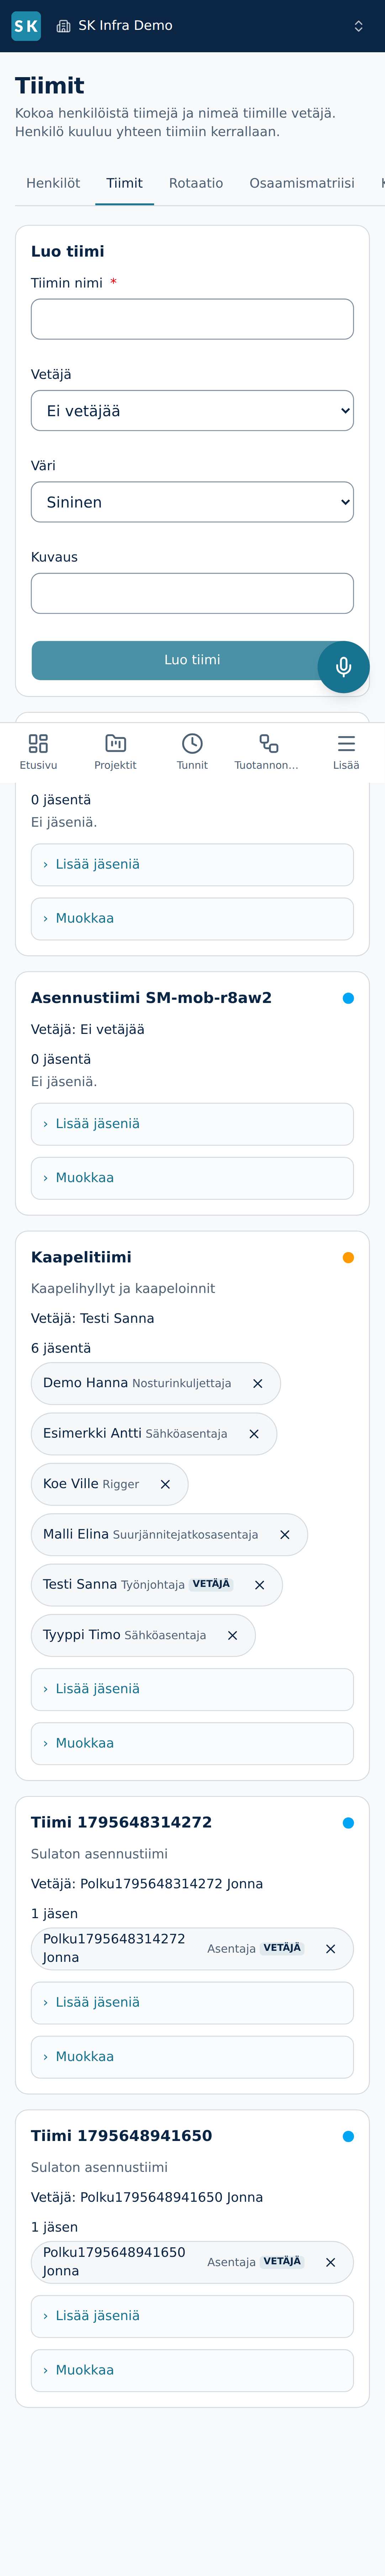 SK SK Infra Demo
Tiimit
Kokoa henkilöistä tiimejä ja nimeä tiimille vetäjä.
Henkilö kuuluu yhteen tiimiin kerrallaan.
Henkilöt Tiimit Rotaatio Osaamismatriisi
Luo tiimi
Tiimin nimi *
Vetäjä
Ei vetäjää
Väri
Sininen
Kuvaus
Luo tiimi
Etusivu Projektit Tunnit Tuotannon... Lisää
0 jäsentä
Ei jäseniä.
› Lisää jäseniä
› Muokkaa
Asennustiimi SM-mob-r8aw2
Vetäjä: Ei vetäjää
0 jäsentä
Ei jäseniä.
› Lisää jäseniä
› Muokkaa
Kaapelitiimi
Kaapelihyllyt ja kaapeloinnit
Vetäjä: Testi Sanna
6 jäsentä
Demo Hanna Nosturinkuljettaja ×
Esimerkki Antti Sähköasentaja ×
Koe Ville Rigger ×
Malli Elina Suurjännitejatkosasentaja ×
Testi Sanna Työnjohtaja VETÄJÄ ×
Tyyppi Timo Sähköasentaja ×
› Lisää jäseniä
› Muokkaa
Tiimi 1795648314272
Sulaton asennustiimi
Vetäjä: Polku1795648314272 Jonna
1 jäsen
Polku1795648314272
Jonna Asentaja VETÄJÄ ×
› Lisää jäseniä
› Muokkaa
Tiimi 1795648941650
Sulaton asennustiimi
Vetäjä: Polku1795648941650 Jonna
1 jäsen
Polku1795648941650
Jonna Asentaja VETÄJÄ ×
› Lisää jäseniä
› Muokkaa